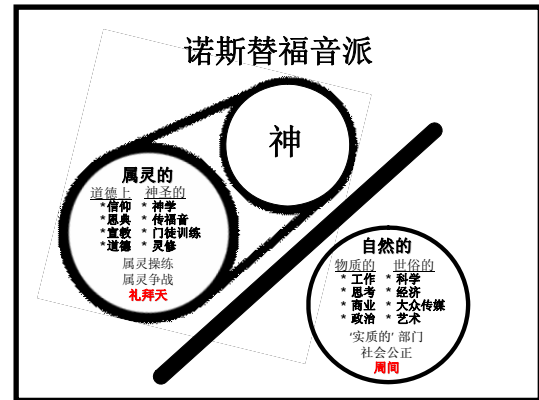 诺斯替福音派
神
属灵的
道德上 神圣的
*信仰 * 神学
*恩典 * 传福音
*宣教 * 门徒训练
*道德 * 灵修
属灵操练
属灵争战
礼拜天
自然的
物质的 世俗的
* 工作 * 科学
* 思考 * 经济
* 商业 * 大众传媒
* 政治 * 艺术
‘实质的’ 部门
社会公正
周间